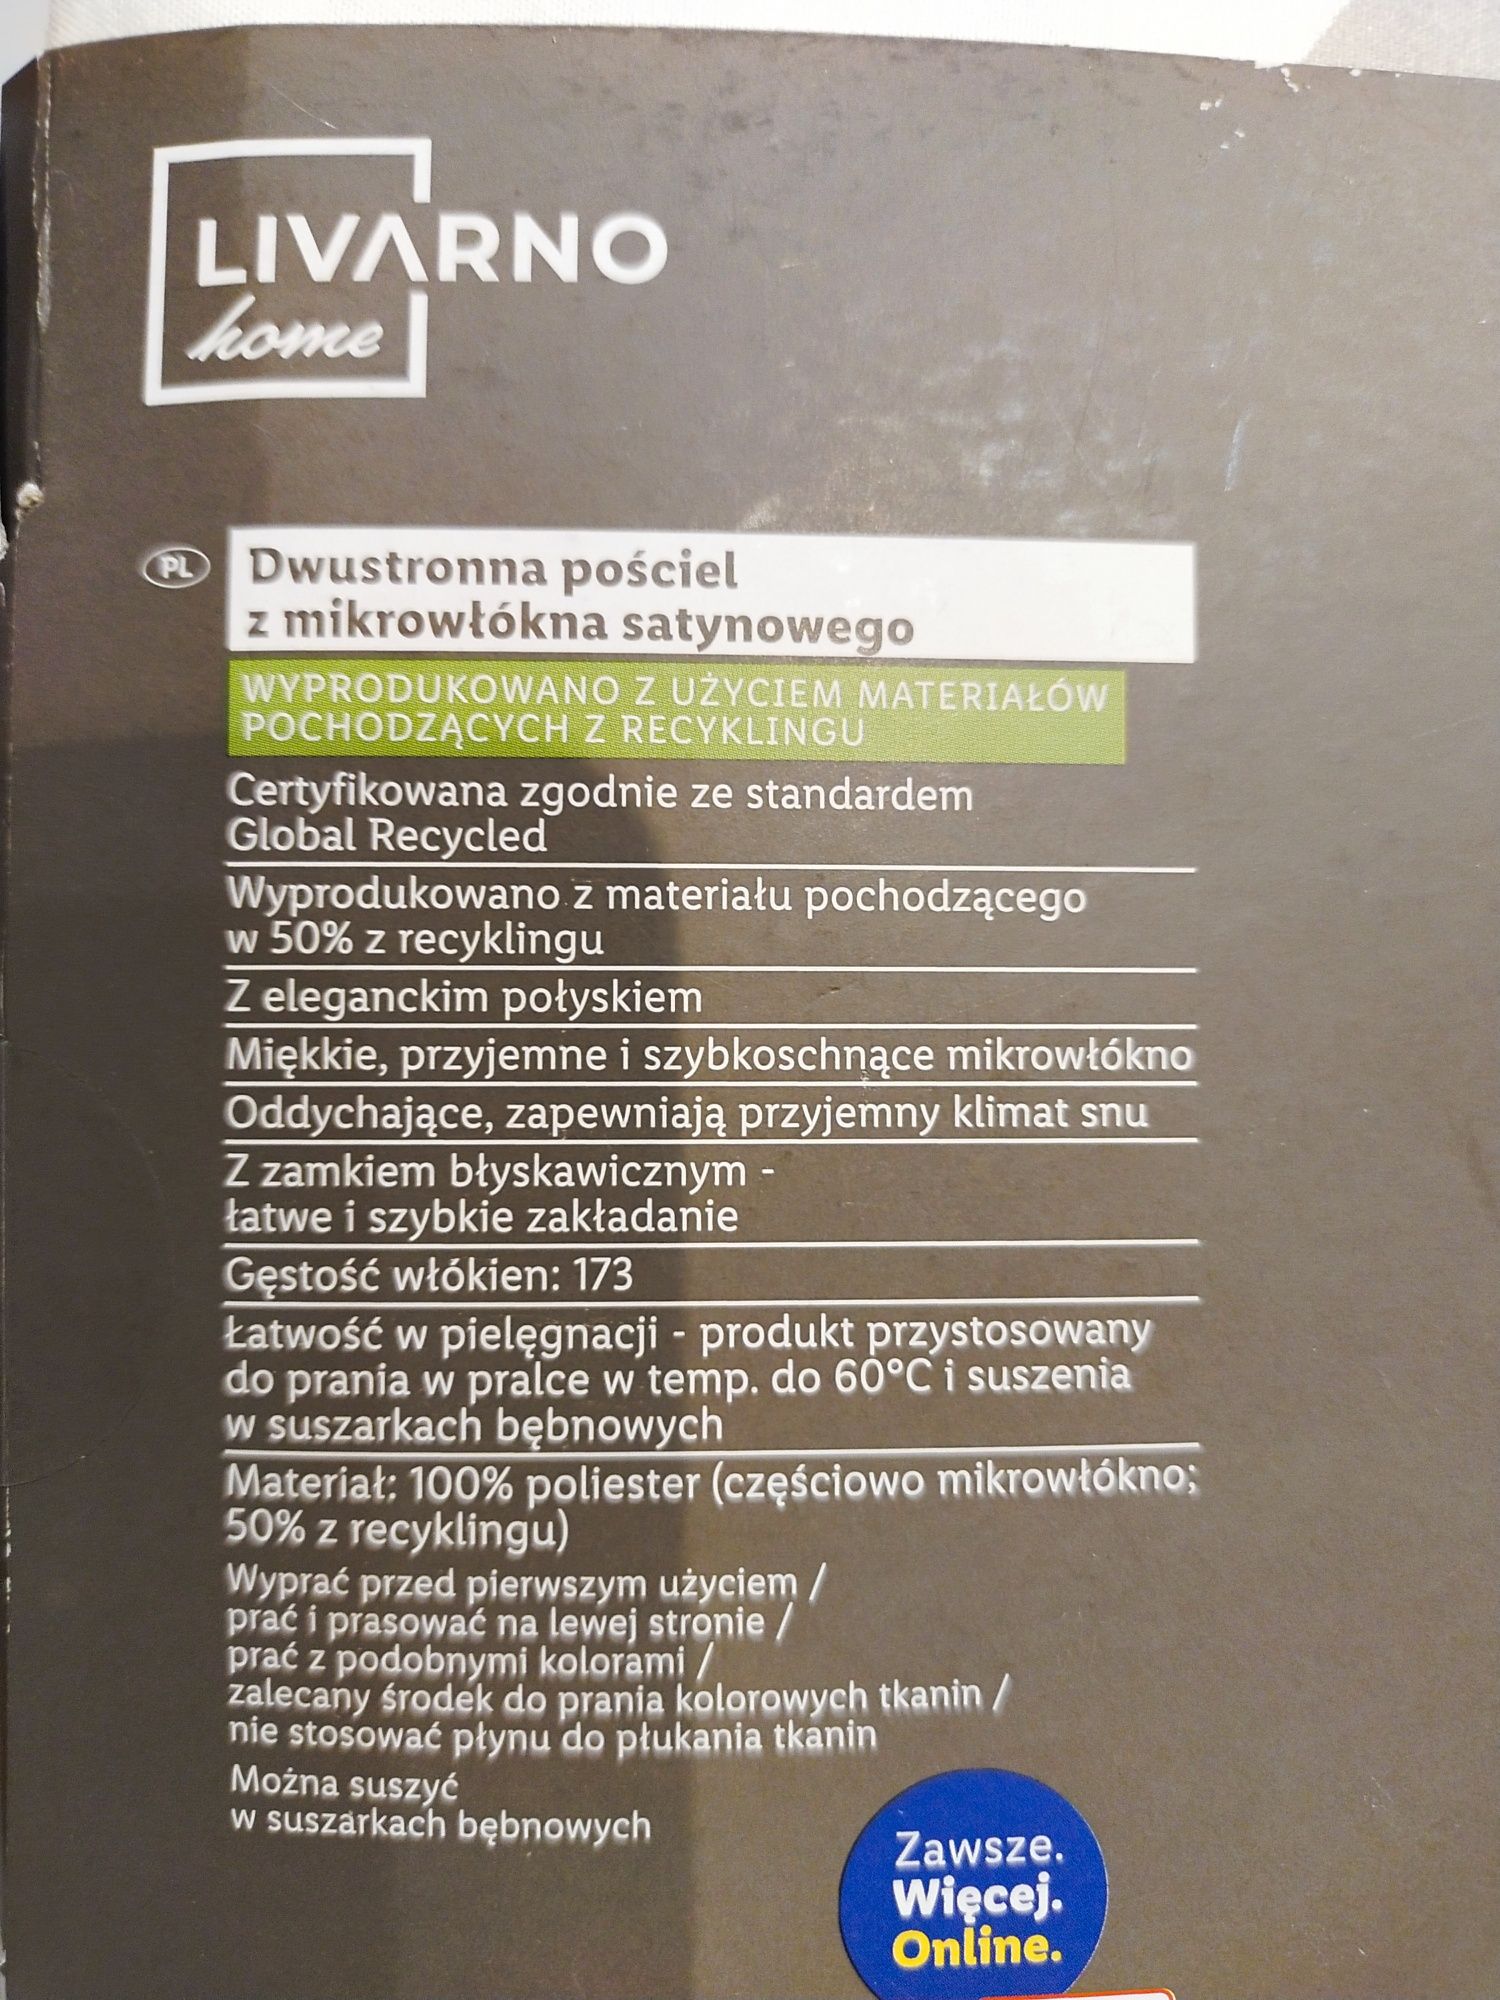 LIVARNO
home
PL
Dwustronna pościel
z mikrowłókna satynowego
WYPRODUKOWANO Z UŻYCIEM MATERIAŁÓW
POCHODZĄCYCH Z RECYKLINGU
Certyfikowana zgodnie ze standardem
Global Recycled
Wyprodukowano z materiału pochodzącego
w 50% z recyklingu
Z eleganckim połyskiem
Miękkie, przyjemne i szybkoschnące mikrowłókno
Oddychające, zapewniają przyjemny klimat snu
Z zamkiem błyskawicznym -
łatwe i szybkie zakładanie
Gęstość włókien: 173
Łatwość w pielęgnacji - produkt przystosowany
do prania w pralce w temp. do 60°C i suszenia
w suszarkach bębnowych
Materiał: 100% poliester (częściowo mikrowłókno;
50% z recyklingu)
Wyprać przed pierwszym użyciem /
prać i prasować na lewej stronie /
prać z podobnymi kolorami /
zalecany środek do prania kolorowych tkanin /
nie stosować płynu do płukania tkanin
Można suszyć
w suszarkach bębnowych
Zawsze.
Więcej.
Online.